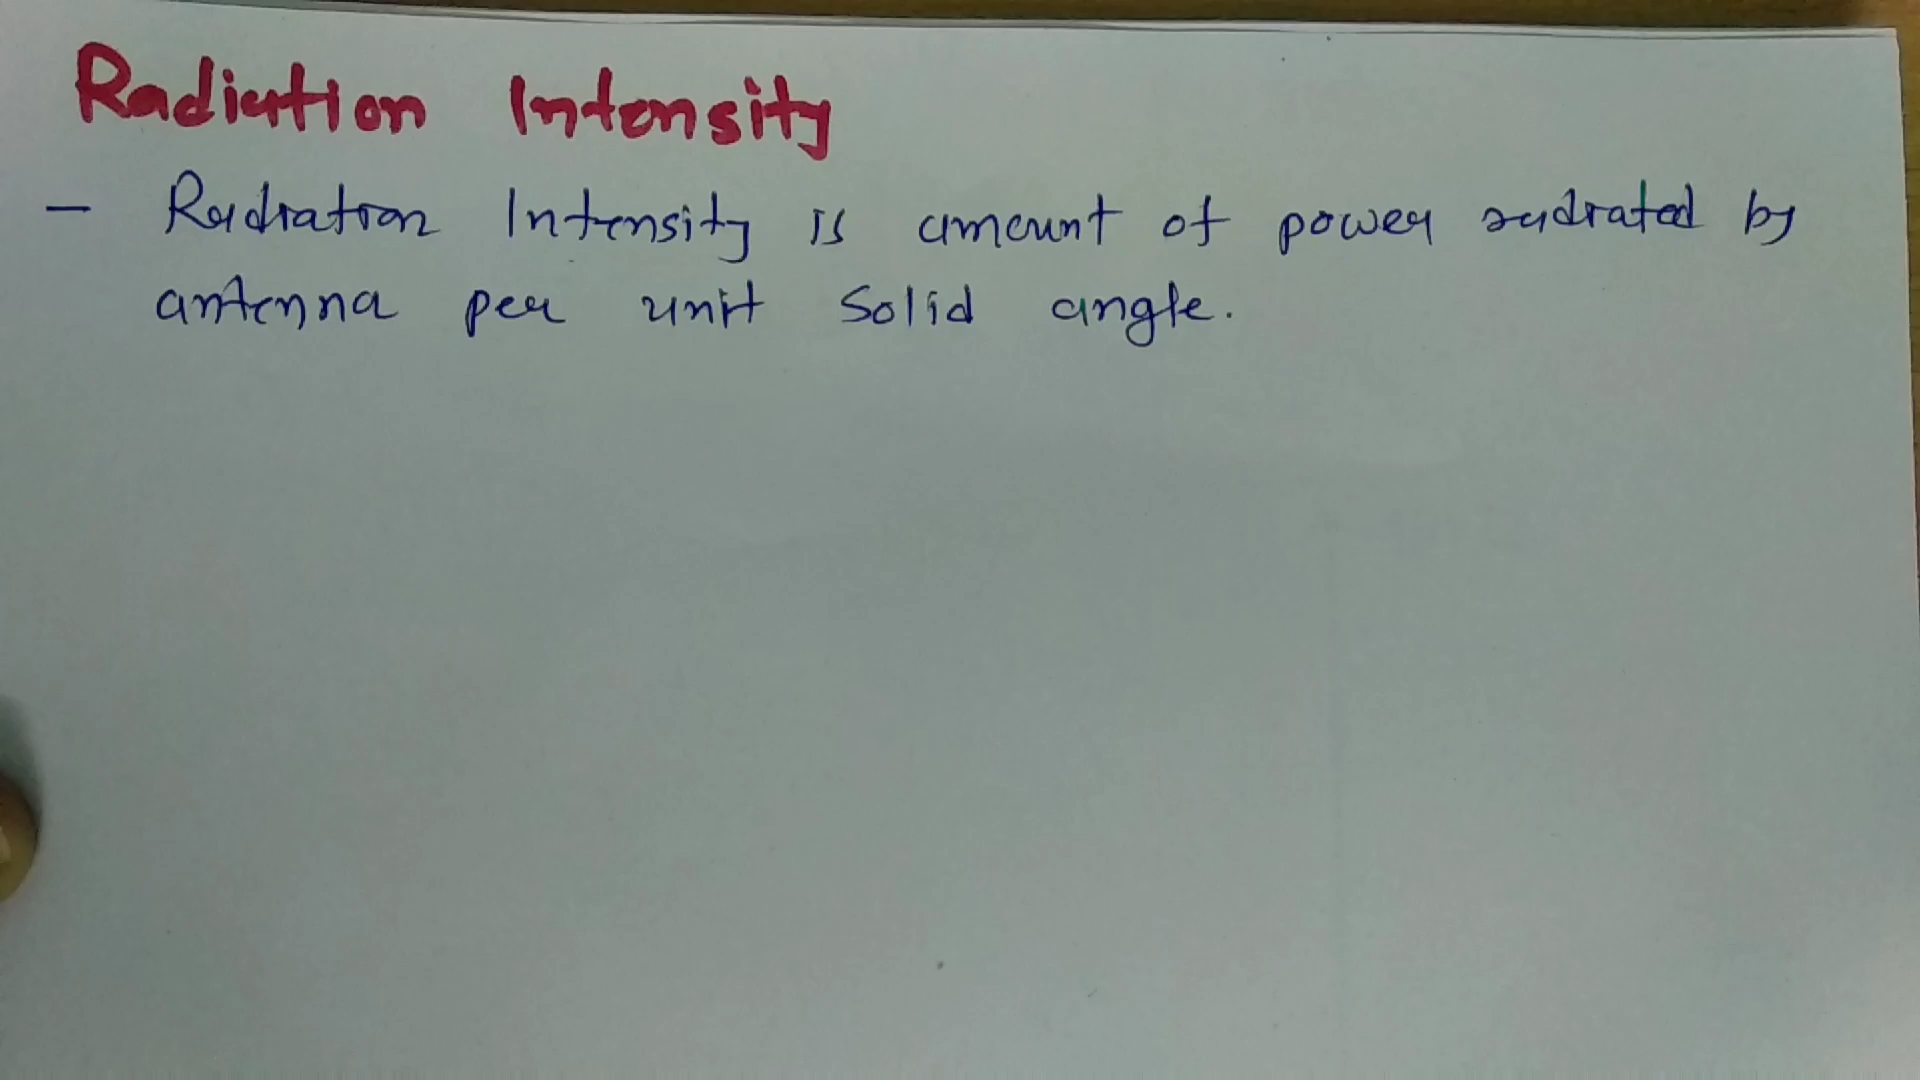 Radiation Intensity
- Radiation Intensity is amount of power radiated by
antenna per unit solid angle.